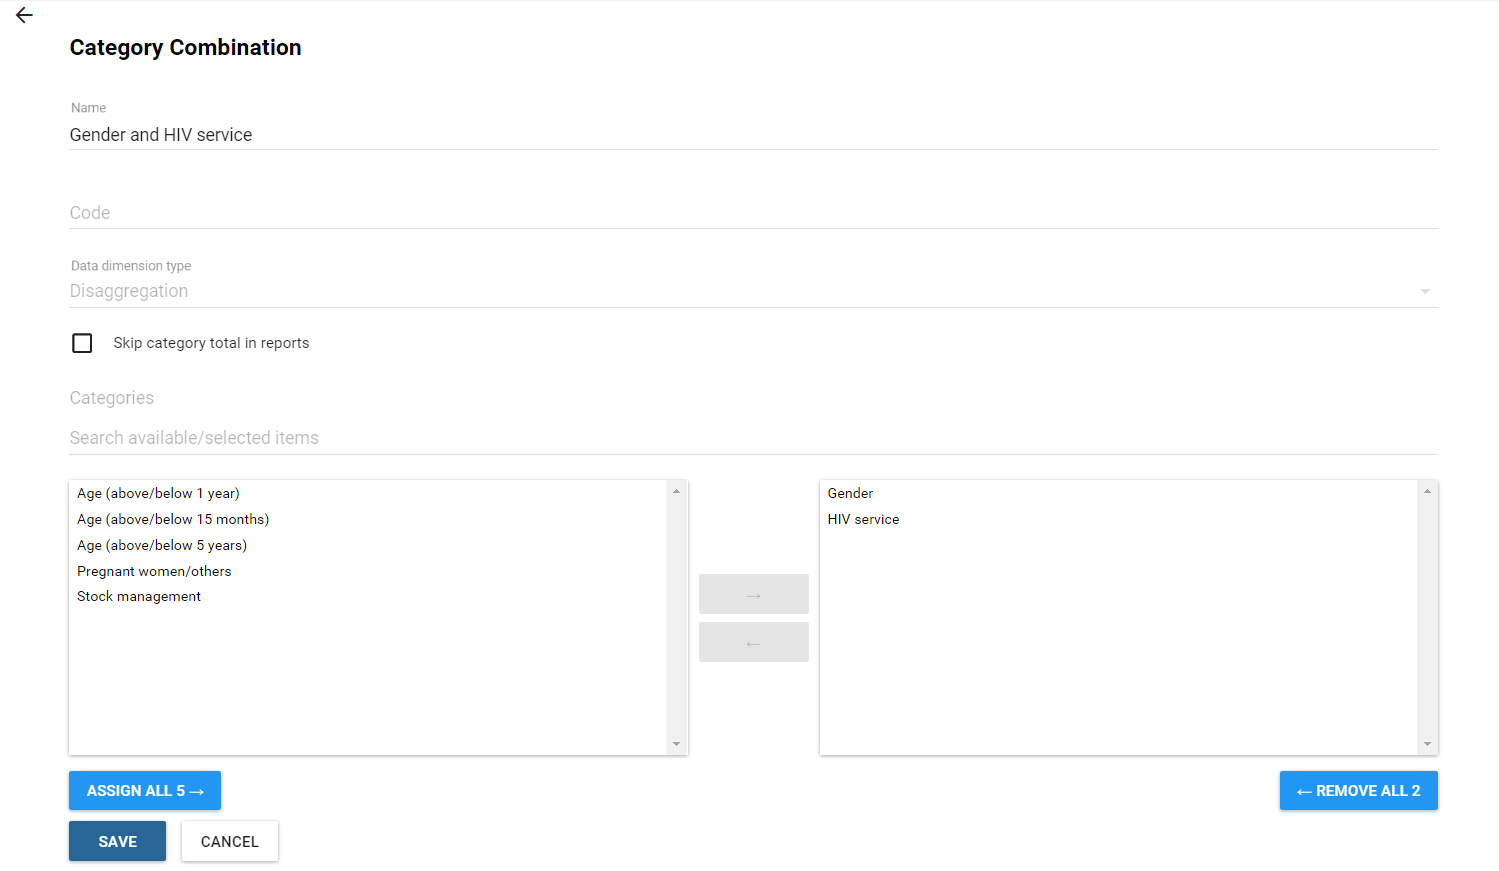 Category Combination
Name
Gender and HIV service
Code
Data dimension type
Disaggregation
Skip category total in reports
Categories
Search available/selected items
Age (above/below 1 year)
Age (above/below 15 months)
Age (above/below 5 years)
Pregnant women/others
Stock management
→
←
Gender
HIV service
ASSIGN ALL 5 →
← REMOVE ALL 2
SAVE
CANCEL